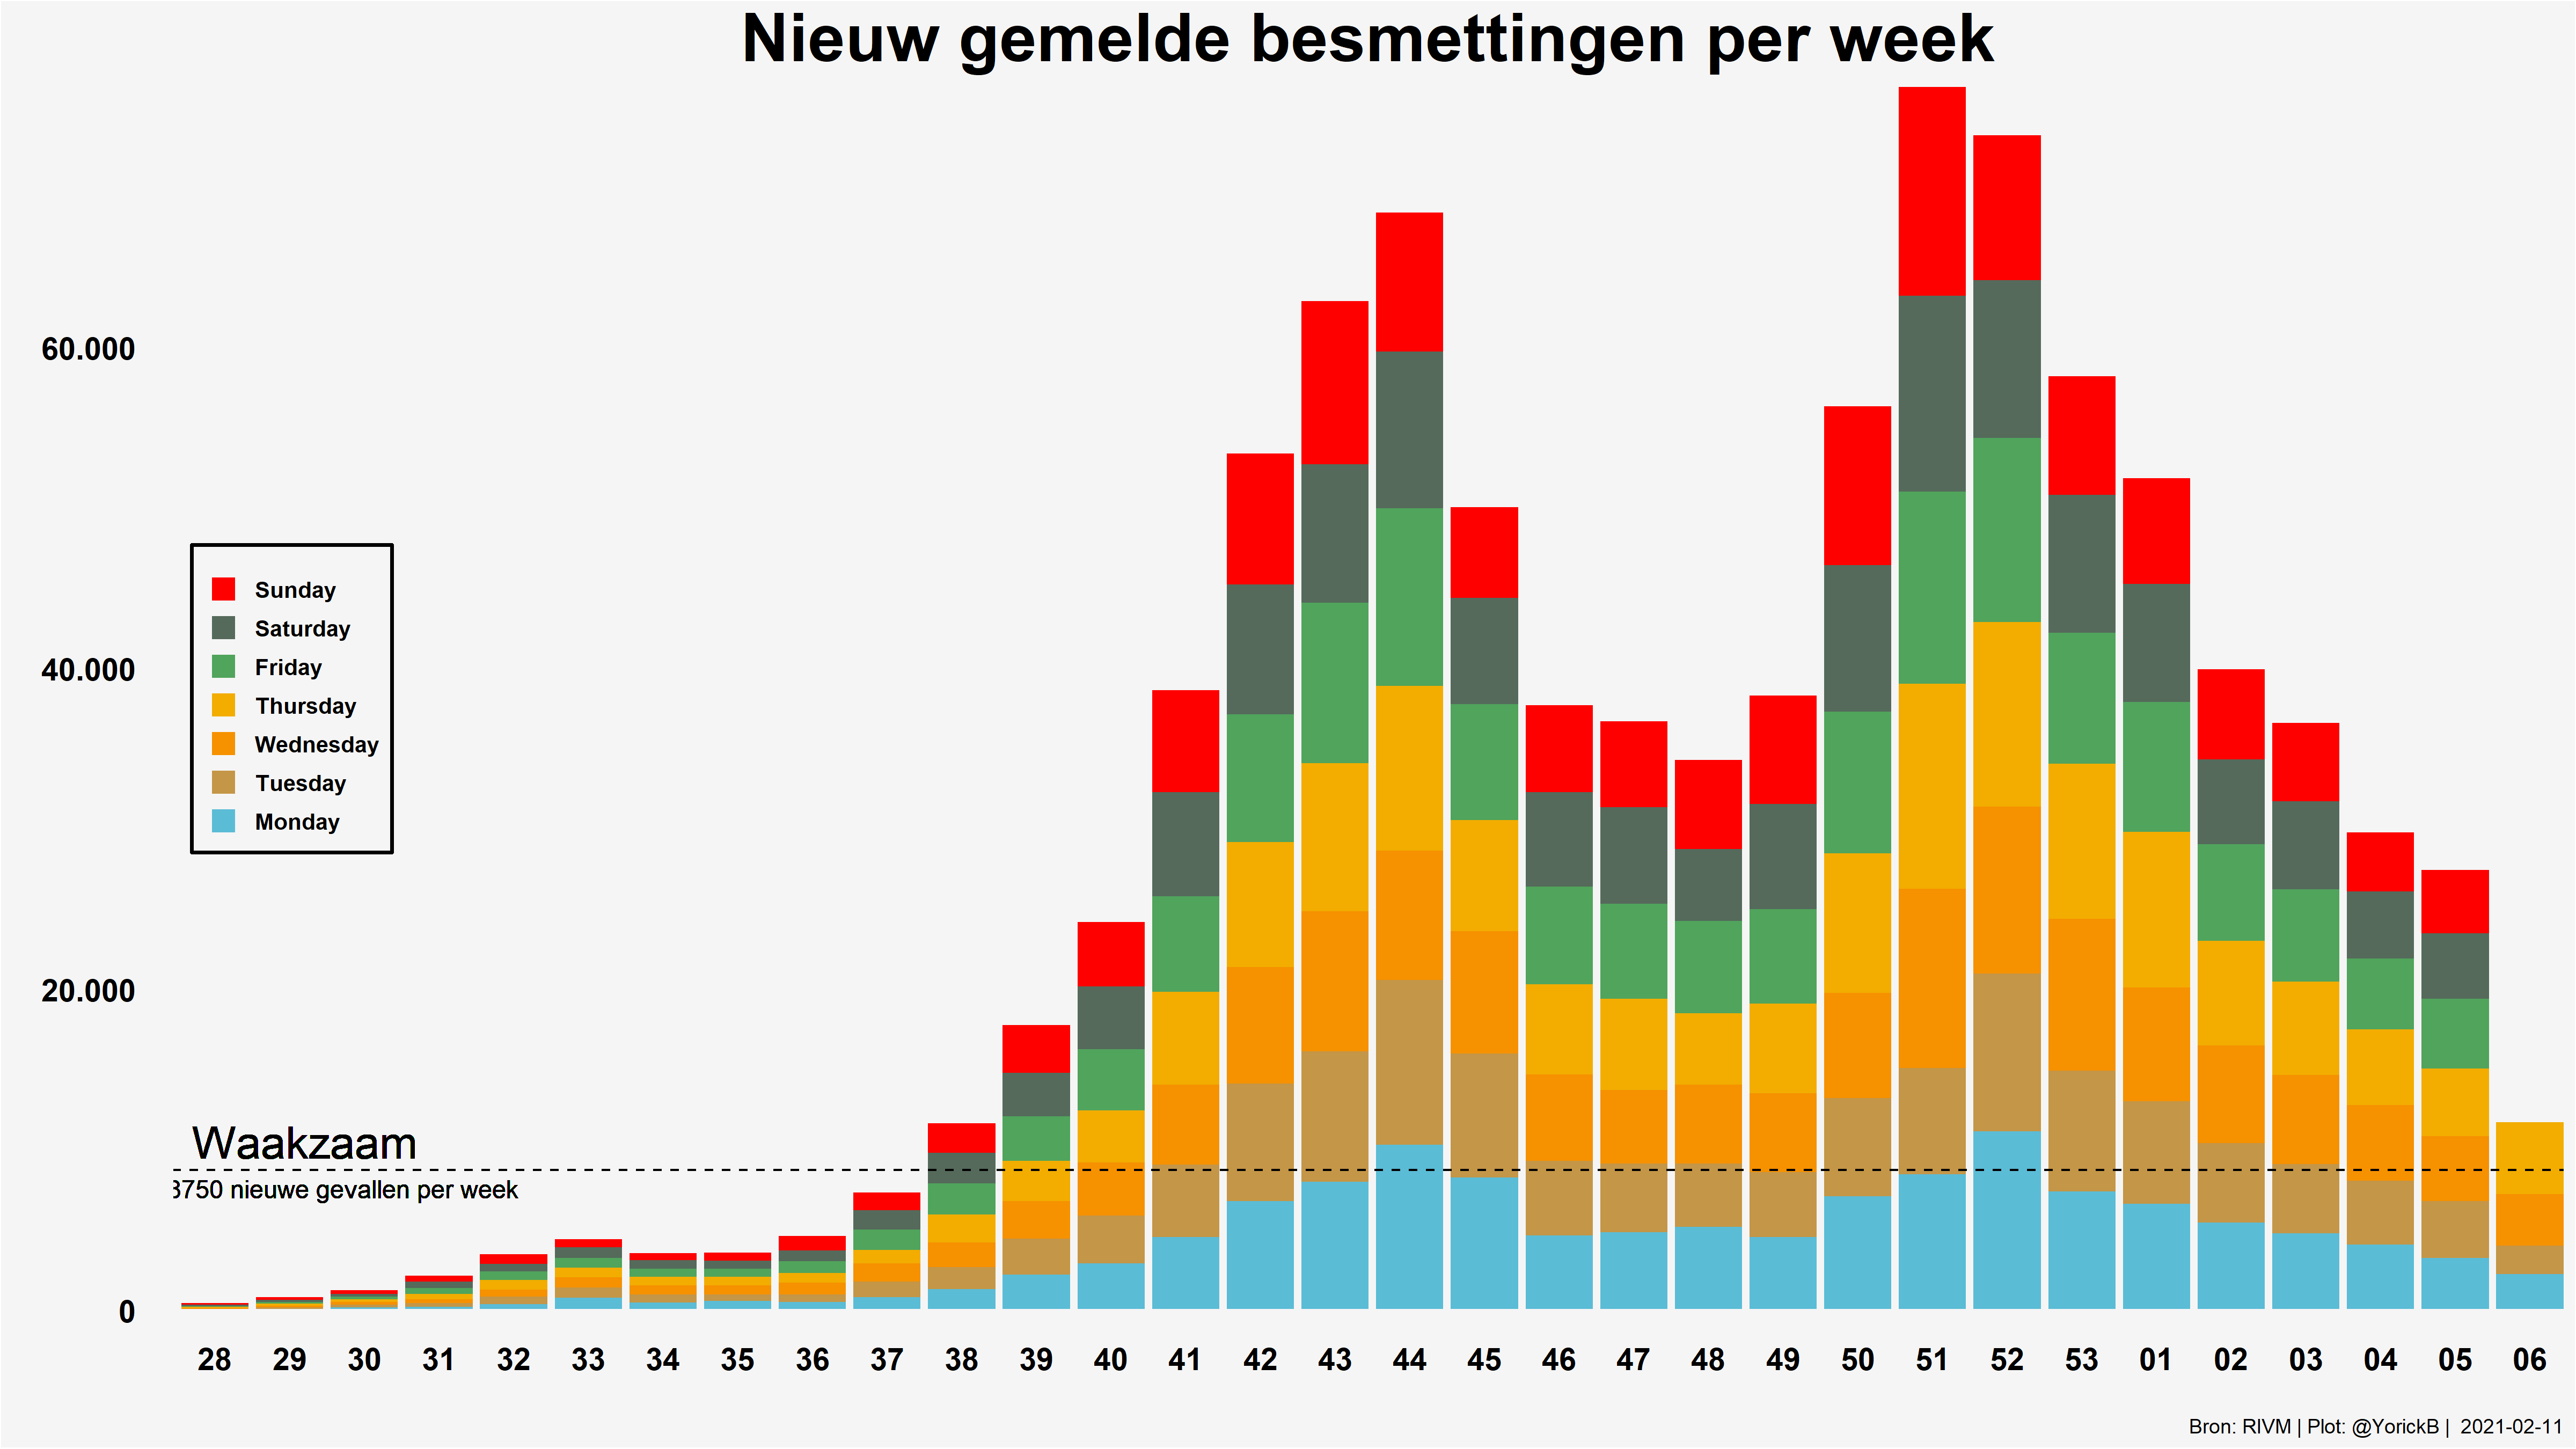 Nieuw gemelde besmettingen per week
60.000
40.000
20.000
0
Sunday
Saturday
Friday
Thursday
Wednesday
Tuesday
Monday
Waakzaam
8750 nieuwe gevallen per week
28 29 30 31 32 33 34 35 36 37 38 39 40 41 42 43 44 45 46 47 48 49 50 51 52 53 01 02 03 04 05 06
Bron: RIVM | Plot: @YorickB | 2021-02-11